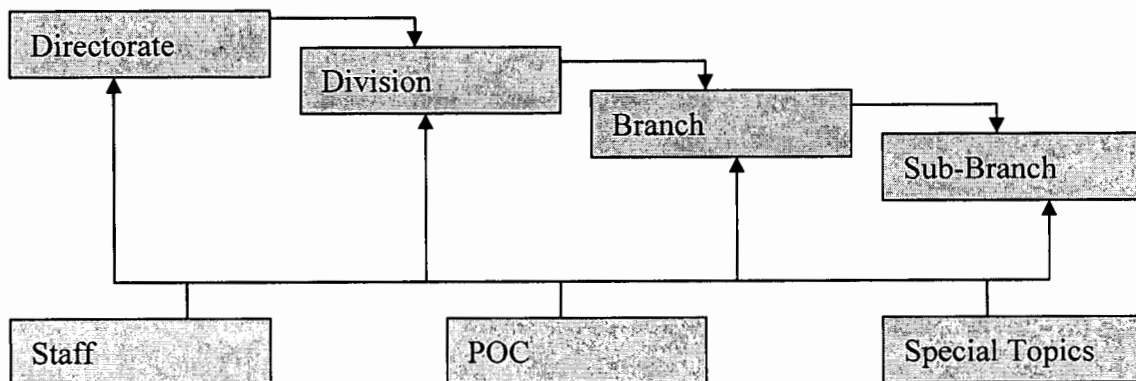 Directorate
Division
Branch
Sub-Branch
Staff
POC
Special Topics